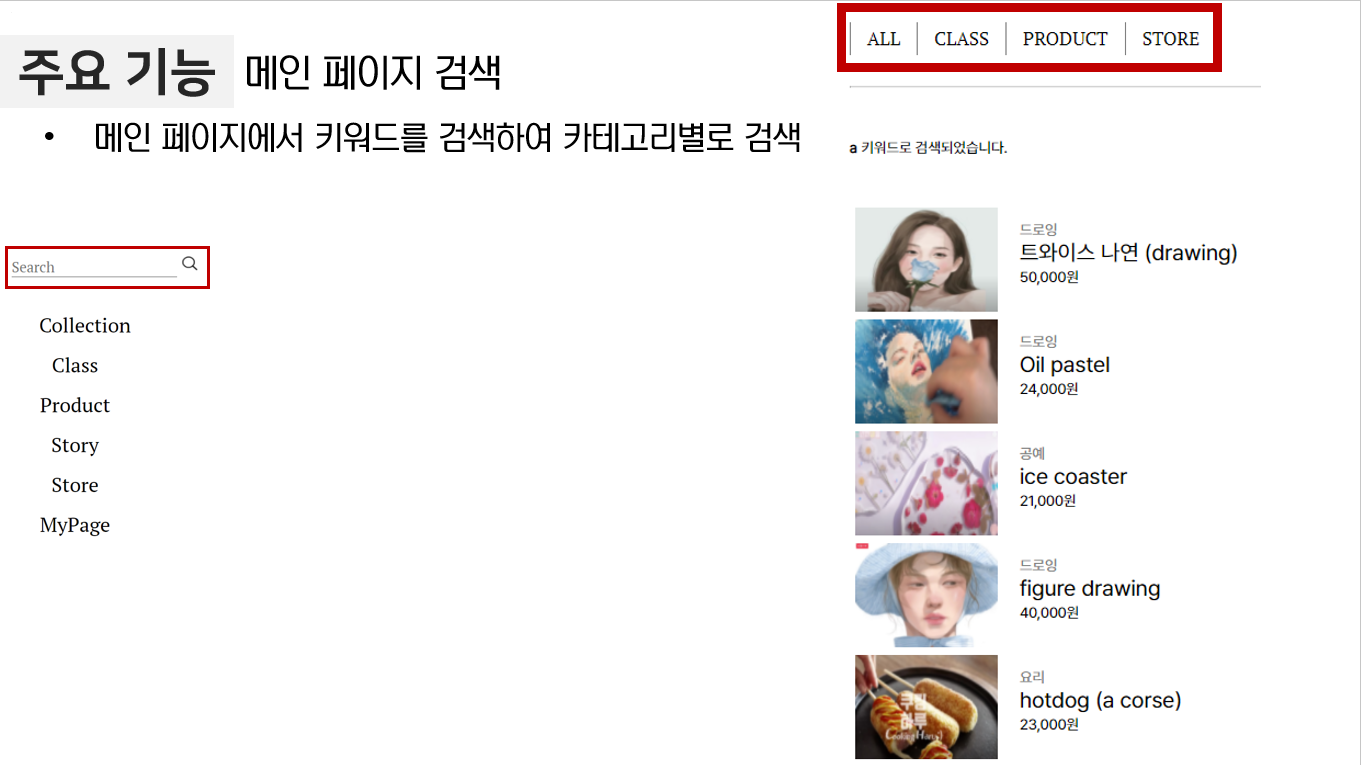 주요 기능 메인 페이지 검색
• 메인 페이지에서 키워드를 검색하여 카테고리별로 검색
Search
Collection
Class
Product
Story
Store
MyPage
ALL CLASS PRODUCT STORE
a 키워드로 검색되었습니다.
드로잉
트와이스 나연 (drawing)
50,000원
드로잉
Oil pastel
24,000원
공예
ice coaster
21,000원
드로잉
figure drawing
40,000원
요리
hotdog (a corse)
23,000원
쿠킹
하루